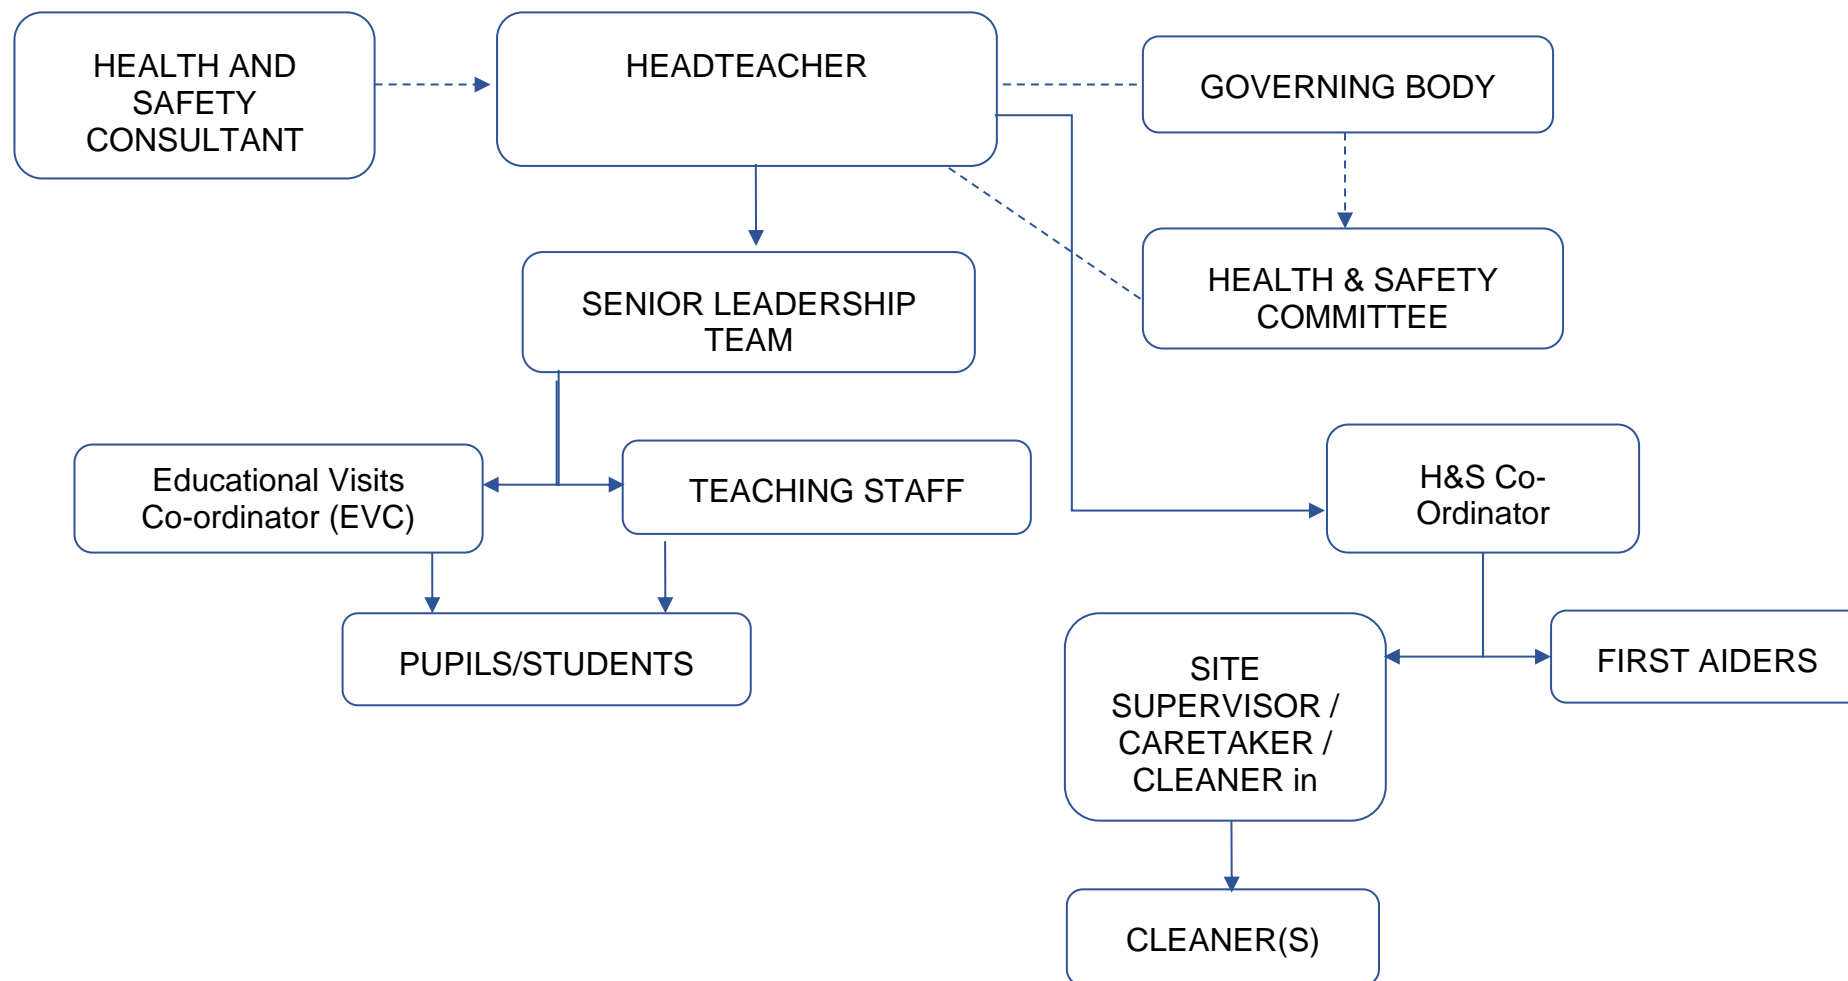 HEALTH AND
SAFETY
CONSULTANT
HEADTEACHER
GOVERNING BODY
SENIOR LEADERSHIP
TEAM
HEALTH & SAFETY
COMMITTEE
Educational Visits
Co-ordinator (EVC)
TEACHING STAFF
H&S Co-
Ordinator
PUPILS/STUDENTS
SITE
SUPERVISOR /
CARETAKER /
CLEANER in
FIRST AIDERS
CLEANER(S)